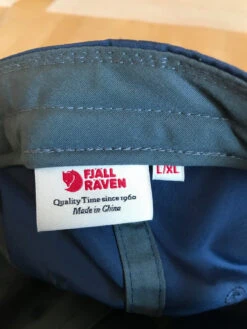 FJÄLL
RÄVEN
L/XL
Quality Time since 1960
Made in China